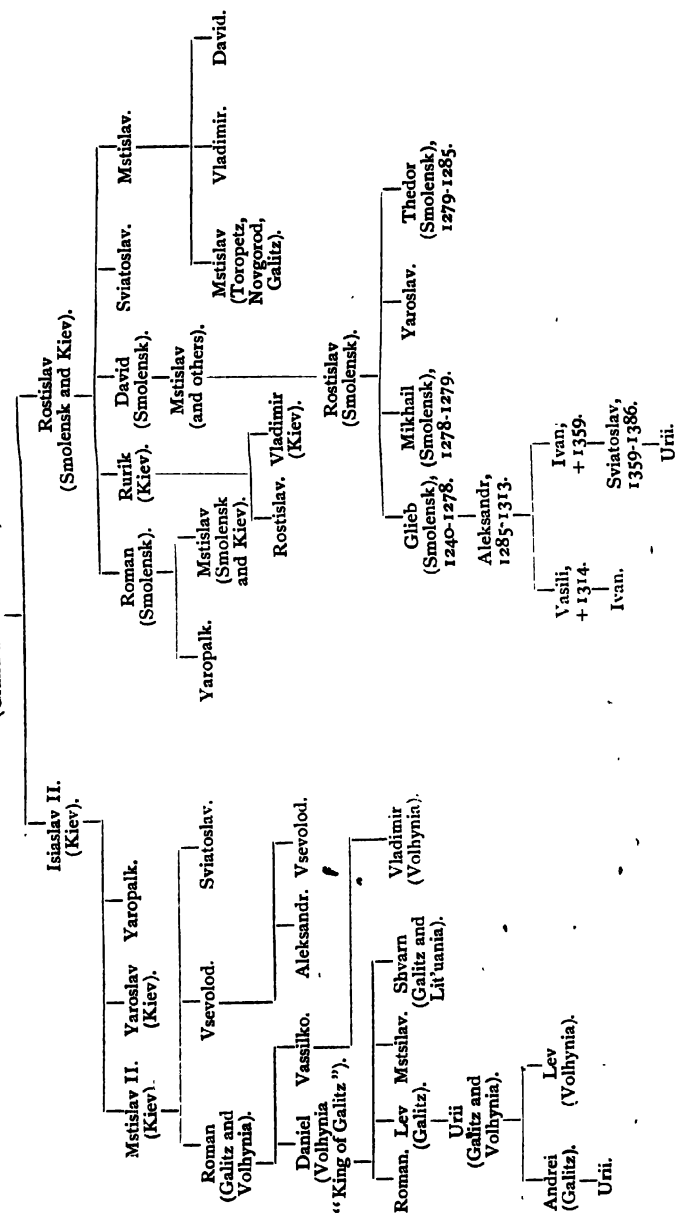 Isiaslav II.
(Kiev).
Mstislav II.
(Kiev).
Yaroslav
(Kiev).
Yaropalk.
Roman
(Galitz and
Volhynia).
Vsevolod.
Sviatoslav.
Daniel
(Volhynia
"King of Galitz").
Vassilko.
Aleksandr.
Vsevolod.
Roman.
Lev
(Galitz).
Mstsilav.
Shvarn
(Galitz and
Lit'uania).
Vladimir
(Volhynia).
Urii
(Galitz and
Volhynia).
Andrei
(Galitz).
Lev
(Volhynia).
Urii.
Rostislav
(Smolensk and Kiev).
Roman
(Smolensk).
Rurik
(Kiev).
David
(Smolensk).
Sviatoslav.
Mstislav.
Yaropalk.
Mstislav
(Smolensk
and Kiev).
Mstislav
(and others).
Rostislav.
Vladimir
(Kiev).
Mstislav
(Toropetz,
Novgorod,
Galitz).
Vladimir.
David.
Rostislav
(Smolensk).
Glieb
(Smolensk),
1240-1278.
Mikhail
(Smolensk),
1278-1279.
Yaroslav.
Thedor
(Smolensk),
1279-1285.
Aleksandr,
1285-1313.
Vasili,
+ 1314.
Ivan,
+ 1359.
Ivan.
Sviatoslav,
1359-1386.
Urii.